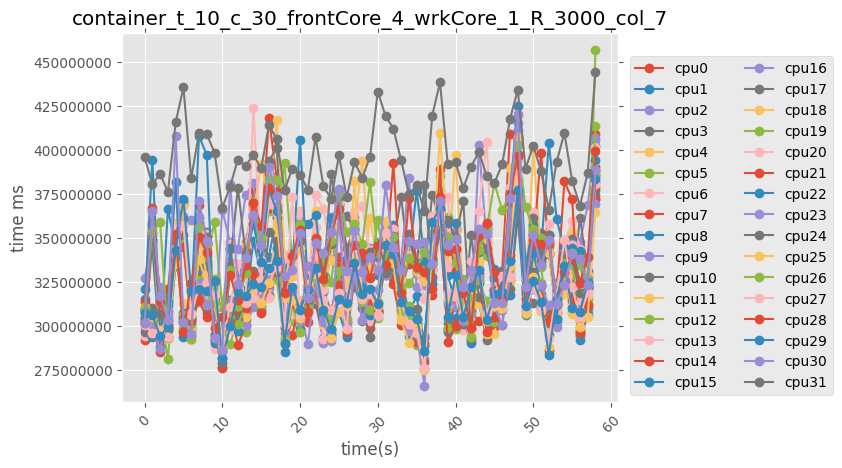 container_t_10_c_30_frontCore_4_wrkCore_1_R_3000_col_7
450000000
425000000
400000000
375000000
350000000
325000000
300000000
275000000
time ms
0
10
20
30
40
50
60
time(s)
cpu0
cpu1
cpu2
cpu3
cpu4
cpu5
cpu6
cpu7
cpu8
cpu9
cpu10
cpu11
cpu12
cpu13
cpu14
cpu15
cpu16
cpu17
cpu18
cpu19
cpu20
cpu21
cpu22
cpu23
cpu24
cpu25
cpu26
cpu27
cpu28
cpu29
cpu30
cpu31